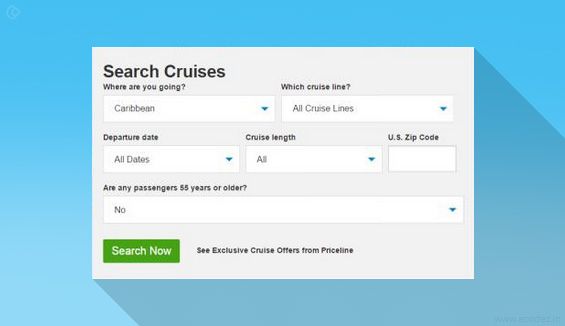 Search Cruises
Where are you going? Which cruise line?
Caribbean All Cruise Lines
Departure date Cruise length U.S. Zip Code
All Dates All
Are any passengers 55 years or older?
No
Search Now See Exclusive Cruise Offers from Priceline